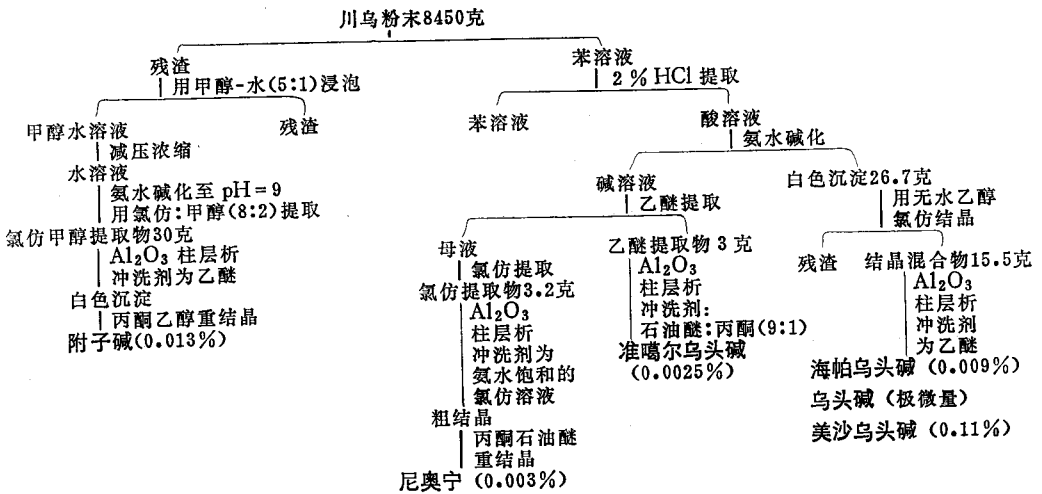 川乌粉末8450克
残渣
用甲醇-水(5:1)浸泡
苯溶液
2%HCl提取
甲醇水溶液
残渣
苯溶液
酸溶液
氨水碱化
减压浓缩
水溶液
氨水碱化至 pH=9
用氯仿:甲醇(8:2)提取
氯仿甲醇提取物30克
Al₂O₃ 柱层析
冲洗剂为乙醚
白色沉淀
丙酮乙醇重结晶
附子碱(0.013%)
碱溶液
乙醚提取
白色沉淀26.7克
用无水乙醇
氯仿结晶
母液
氯仿提取
氯仿提取物3.2克
Al₂O₃
柱层析
冲洗剂为
氨水饱和的
氯仿溶液
粗结晶
丙酮石油醚
重结晶
尼奥宁 (0.003%)
乙醚提取物 3 克
Al₂O₃
柱层析
冲洗剂:
石油醚:丙酮(9:1)
准噶尔乌头碱
(0.0025%)
残渣
结晶混合物15.5克
Al₂O₃
柱层析
冲洗剂
为乙醚
海帕乌头碱 (0.009%)
乌头碱 (极微量)
美沙乌头碱 (0.11%)